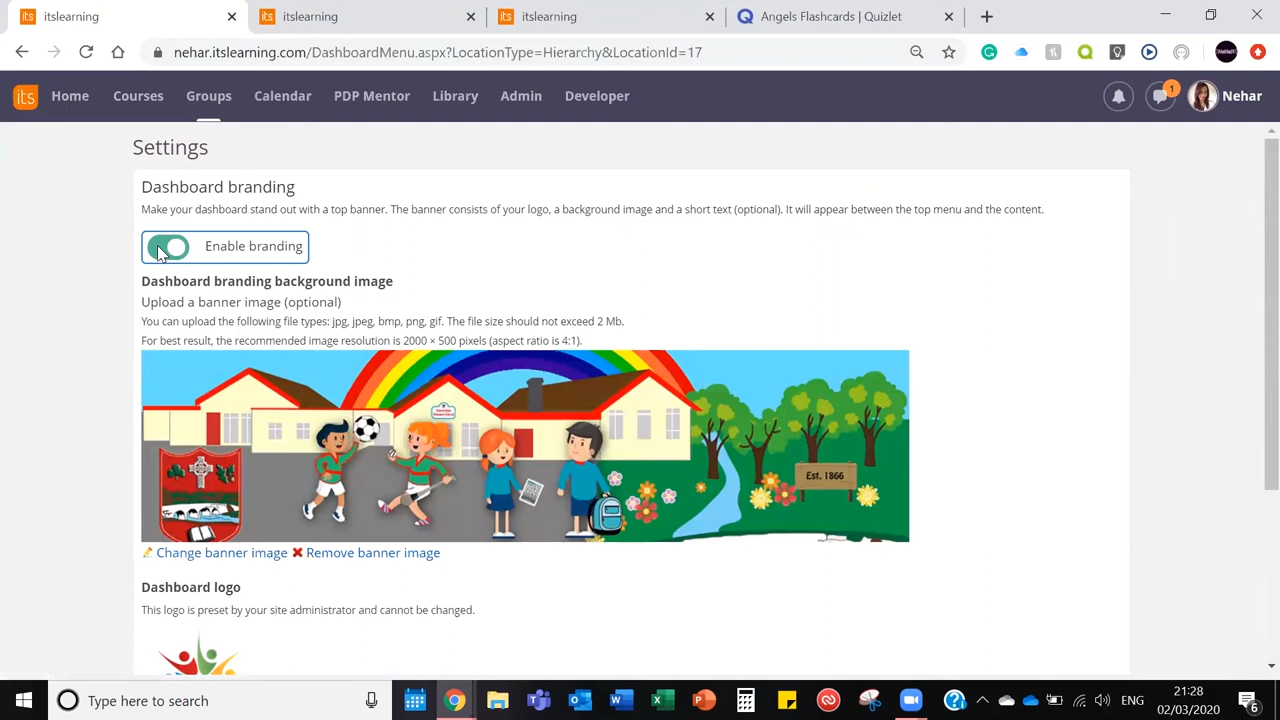 itslearning
itslearning
itslearning
Angels Flashcards | Quizlet
nehar.itslearning.com/DashboardMenu.aspx?LocationType=Hierarchy&LocationId=17
its Home Courses Groups Calendar PDP Mentor Library Admin Developer 1 Nehar
Settings
Dashboard branding
Make your dashboard stand out with a top banner. The banner consists of your logo, a background image and a short text (optional). It will appear between the top menu and the content.
Enable branding
Dashboard branding background image
Upload a banner image (optional)
You can upload the following file types: jpg, jpeg, bmp, png, gif. The file size should not exceed 2 Mb.
For best result, the recommended image resolution is 2000 × 500 pixels (aspect ratio is 4:1).
Est. 1866
Change banner image Remove banner image
Dashboard logo
This logo is preset by your site administrator and cannot be changed.
Type here to search
ENG
21:28
02/03/2020
6